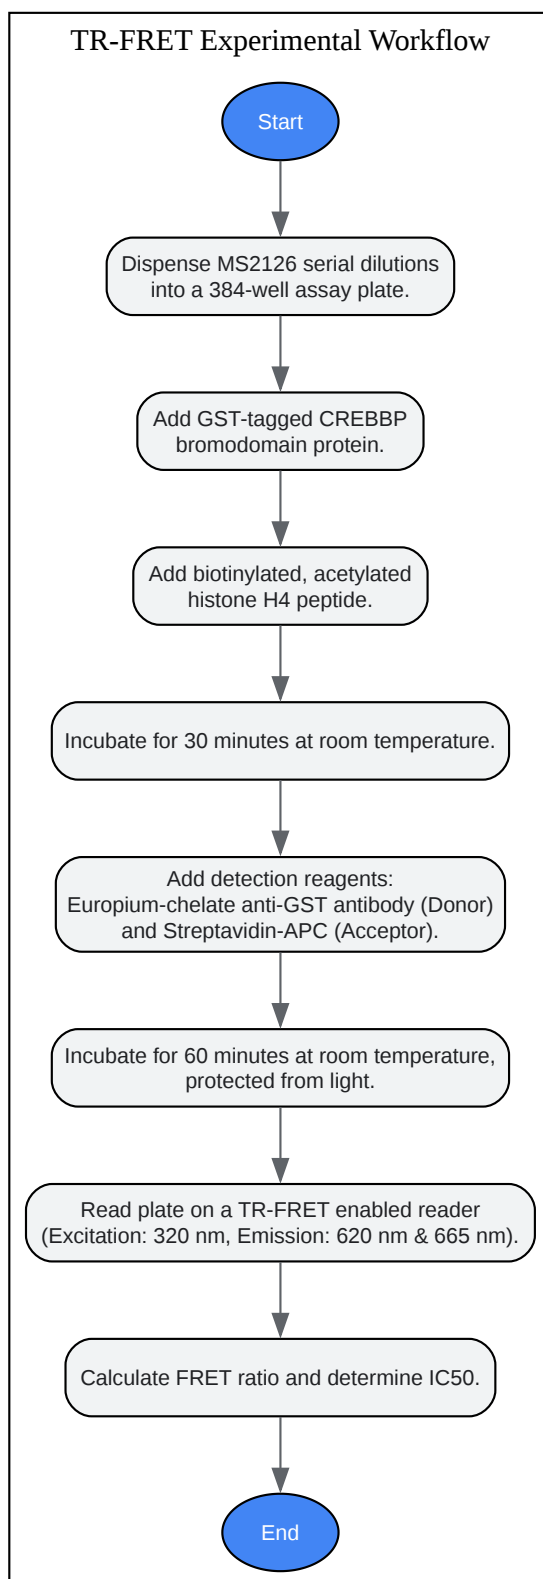 TR-FRET Experimental Workflow
Start
Dispense MS2126 serial dilutions
into a 384-well assay plate.
Add GST-tagged CREBBP
bromodomain protein.
Add biotinylated, acetylated
histone H4 peptide.
Incubate for 30 minutes at room temperature.
Add detection reagents:
Europium-chelate anti-GST antibody (Donor)
and Streptavidin-APC (Acceptor).
Incubate for 60 minutes at room temperature,
protected from light.
Read plate on a TR-FRET enabled reader
(Excitation: 320 nm, Emission: 620 nm & 665 nm).
Calculate FRET ratio and determine IC50.
End